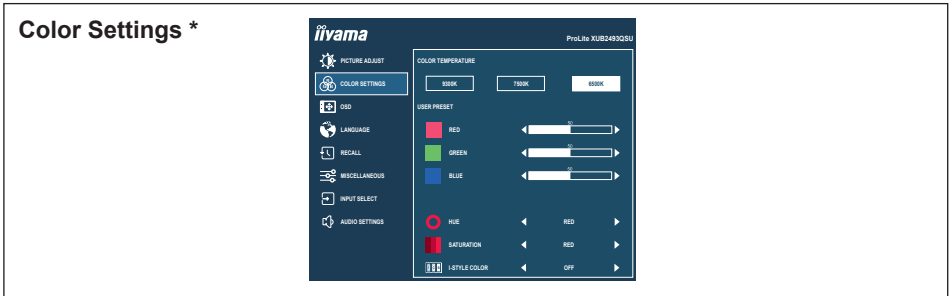 Color Settings *
iiyama
ProLite XUB2493QSU
PICTURE ADJUST
COLOR SETTINGS
OSD
LANGUAGE
RECALL
MISCELLANEOUS
INPUT SELECT
AUDIO SETTINGS
COLOR TEMPERATURE
9300K 7500K 6500K
USER PRESET
RED 50
GREEN 50
BLUE 50
HUE RED
SATURATION RED
I-STYLE COLOR OFF